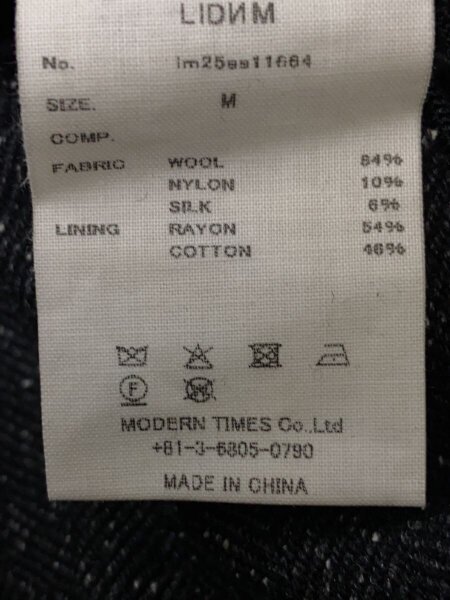 LIDИM
No. lm25ss11664
SIZE. M
COMP.
FABRIC WOOL 84%
NYLON 10%
SILK 6%
LINING RAYON 54%
COTTON 46%
F W
MODERN TIMES Co.,Ltd
+81-3-6805-0790
MADE IN CHINA